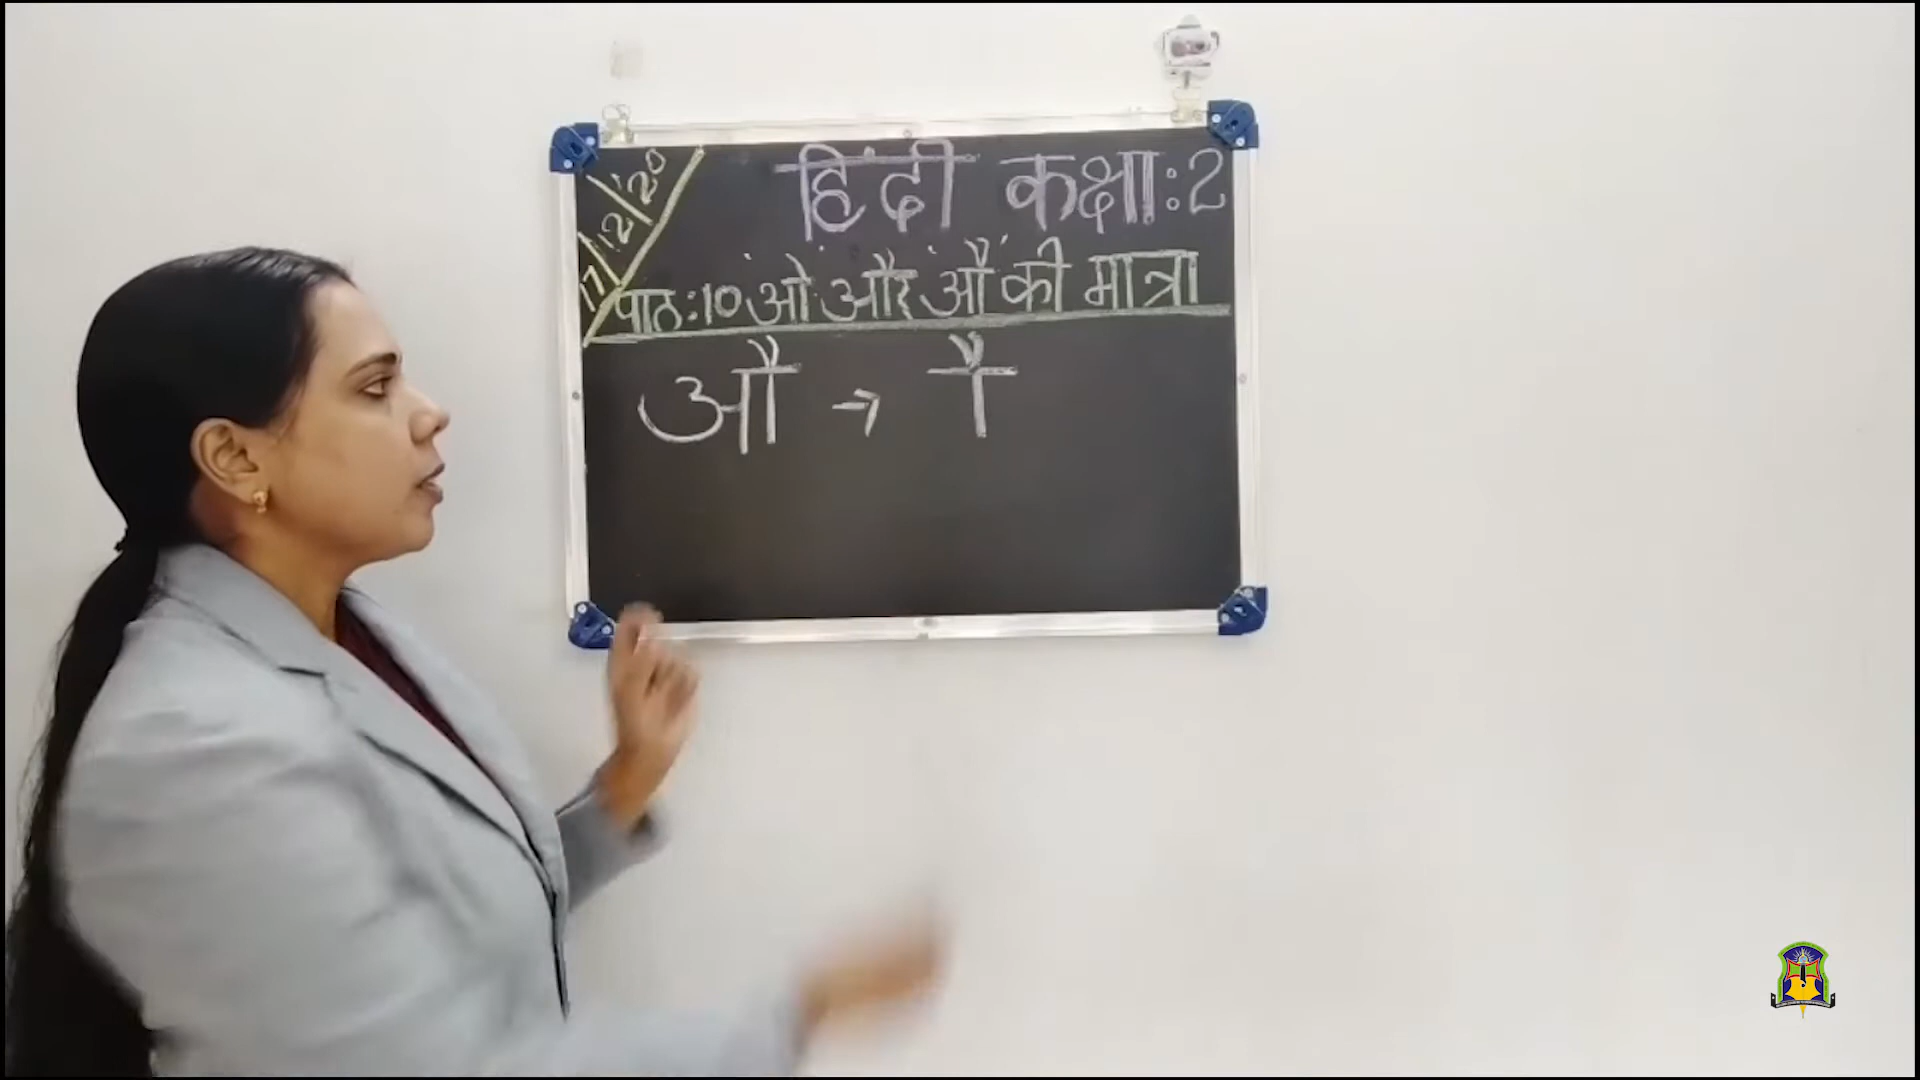 17/12/20
हिंदी कक्षा:2
पाठ:10 'ओ' और 'औ' की मात्रा
औ → ौ